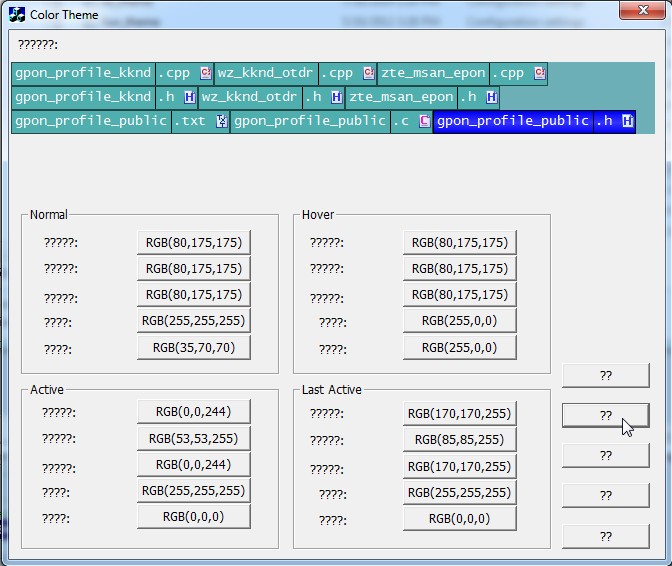 Color Theme
??????:
gpon_profile_kknd .cpp C wz_kknd_otdr .cpp C zte_msan_epon .cpp C
gpon_profile_kknd .h H wz_kknd_otdr .h H zte_msan_epon .h H
gpon_profile_public .txt gpon_profile_public .c C gpon_profile_public .h H
Normal
?????: RGB(80,175,175)
?????: RGB(80,175,175)
?????: RGB(80,175,175)
????: RGB(255,255,255)
????: RGB(35,70,70)
Hover
?????: RGB(80,175,175)
?????: RGB(80,175,175)
?????: RGB(80,175,175)
????: RGB(255,0,0)
????: RGB(255,0,0)
Active
?????: RGB(0,0,244)
?????: RGB(53,53,255)
?????: RGB(0,0,244)
????: RGB(255,255,255)
????: RGB(0,0,0)
Last Active
?????: RGB(170,170,255)
?????: RGB(85,85,255)
?????: RGB(170,170,255)
????: RGB(255,255,255)
????: RGB(0,0,0)
??
??
??
??
??